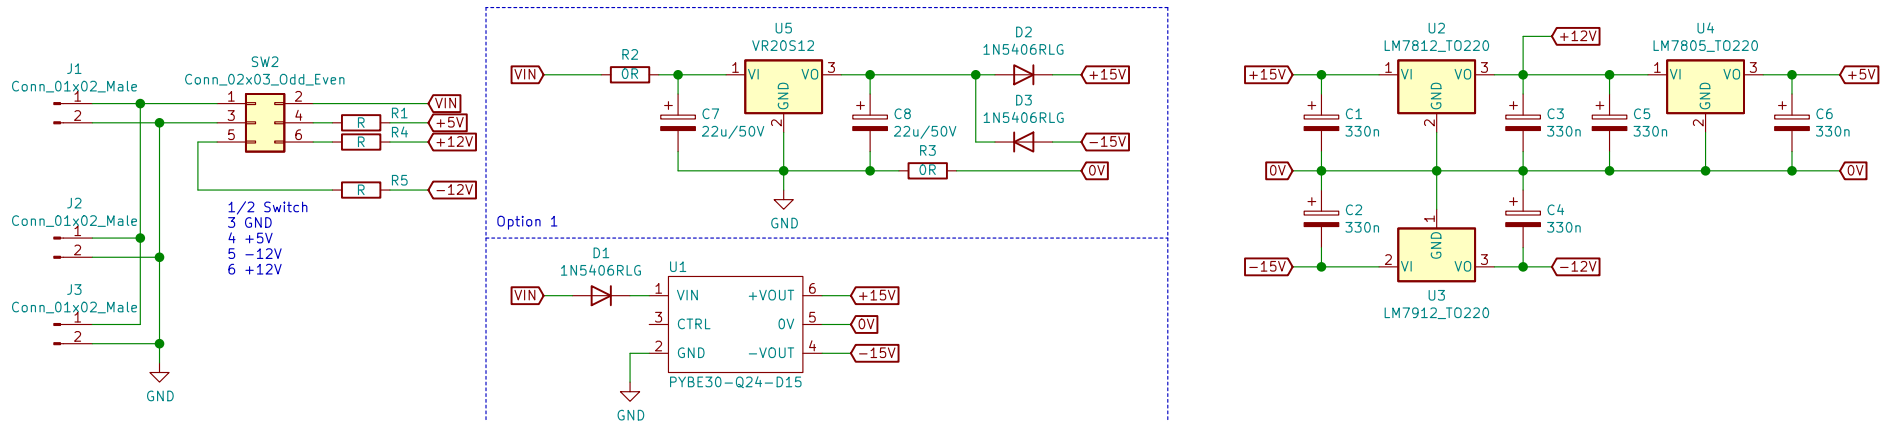 J1
Conn_01x02_Male
1
2
SW2
Conn_02x03_Odd_Even
1
2
3
4
5
6
VIN
R1
R
+5V
R4
R
+12V
R5
R
-12V
J2
Conn_01x02_Male
1
2
1/2 Switch
3 GND
4 +5V
5 -12V
6 +12V
J3
Conn_01x02_Male
1
2
GND
VIN
R2
0R
U5
VR20S12
1
VI
VO
3
GND
2
C7
22u/50V
C8
22u/50V
D2
1N5406RLG
+15V
D3
1N5406RLG
-15V
R3
0R
0V
GND
Option 1
VIN
D1
1N5406RLG
U1
1
VIN
3
CTRL
2
GND
+VOUT
6
0V
5
-VOUT
4
PYBE30-Q24-D15
+15V
0V
-15V
GND
U2
LM7812_TO220
+15V
1
VI
VO
3
GND
2
+12V
U4
LM7805_TO220
1
VI
VO
3
GND
2
+5V
C1
330n
C3
330n
C5
330n
C6
330n
0V
0V
C2
330n
C4
330n
1
GND
-15V
2
VI
VO
3
-12V
U3
LM7912_TO220